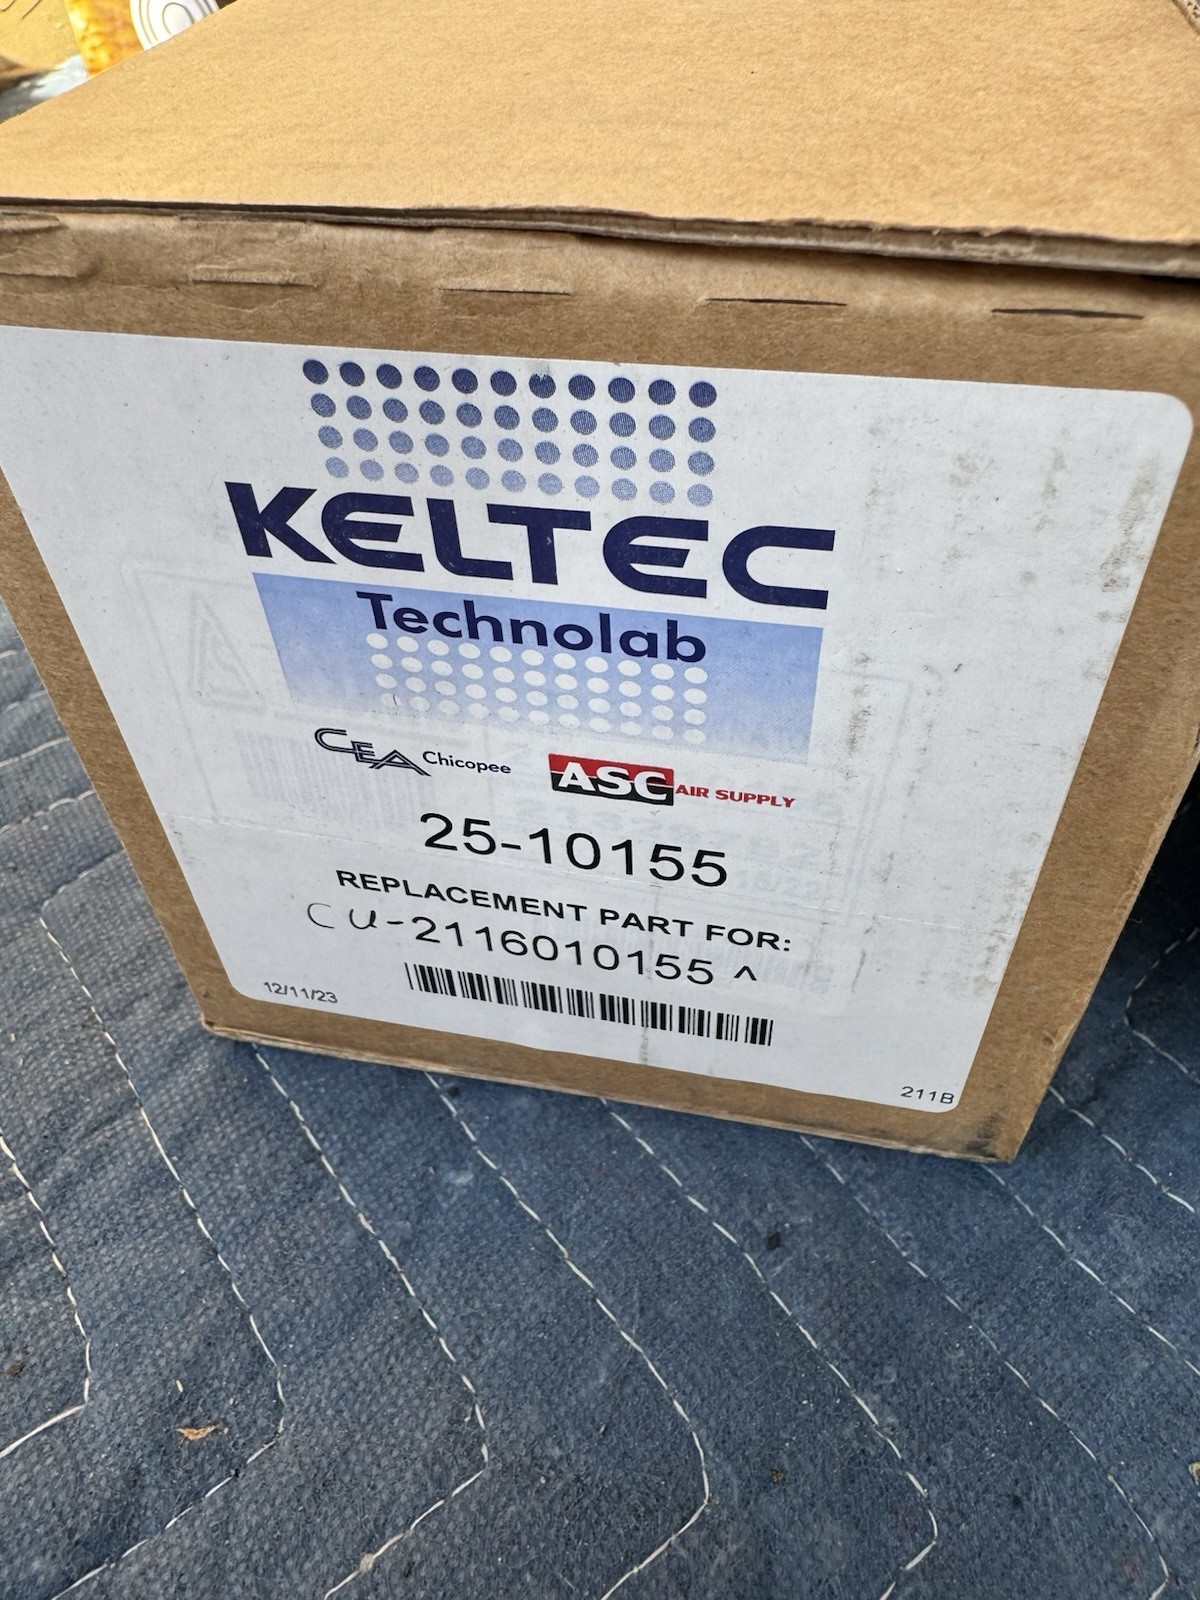 KELTEC
Technolab
CEA Chicopee
ASC AIR SUPPLY
25-10155
REPLACEMENT PART FOR:
CU-2116010155 ^
12/11/23
211B